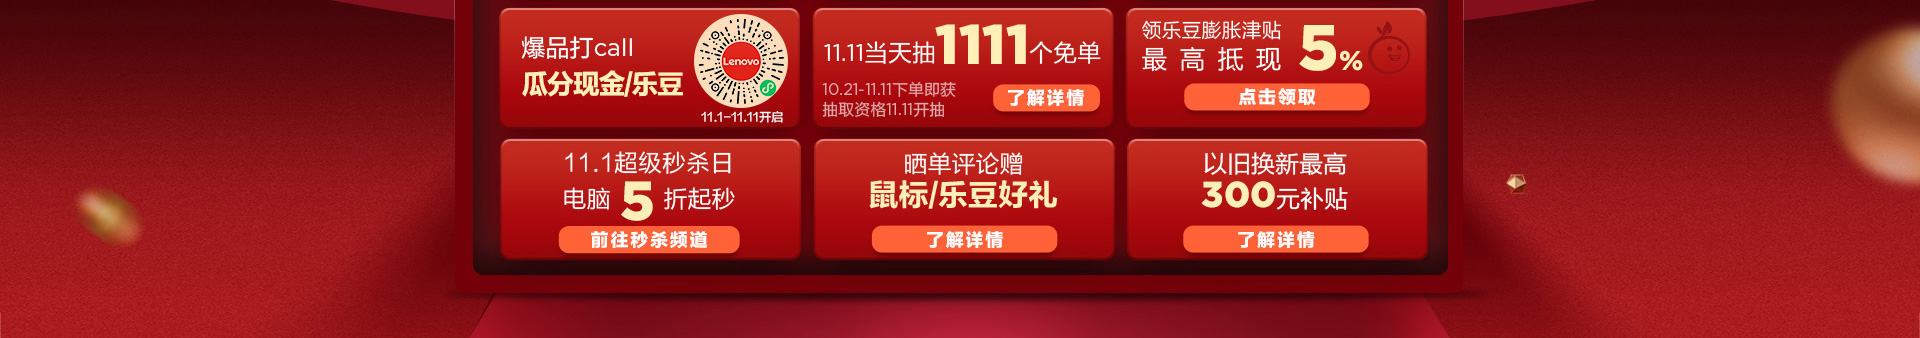 爆品打call
瓜分现金/乐豆
Lenovo
11.1-11.11开启
11.11当天抽1111个免单
10.21-11.11下单即获
抽取资格11.11开抽
了解详情
领乐豆膨胀津贴
最高抵现 5%
点击领取
11.1超级秒杀日
电脑5折起秒
前往秒杀频道
晒单评论赠
鼠标/乐豆好礼
了解详情
以旧换新最高
300元补贴
了解详情